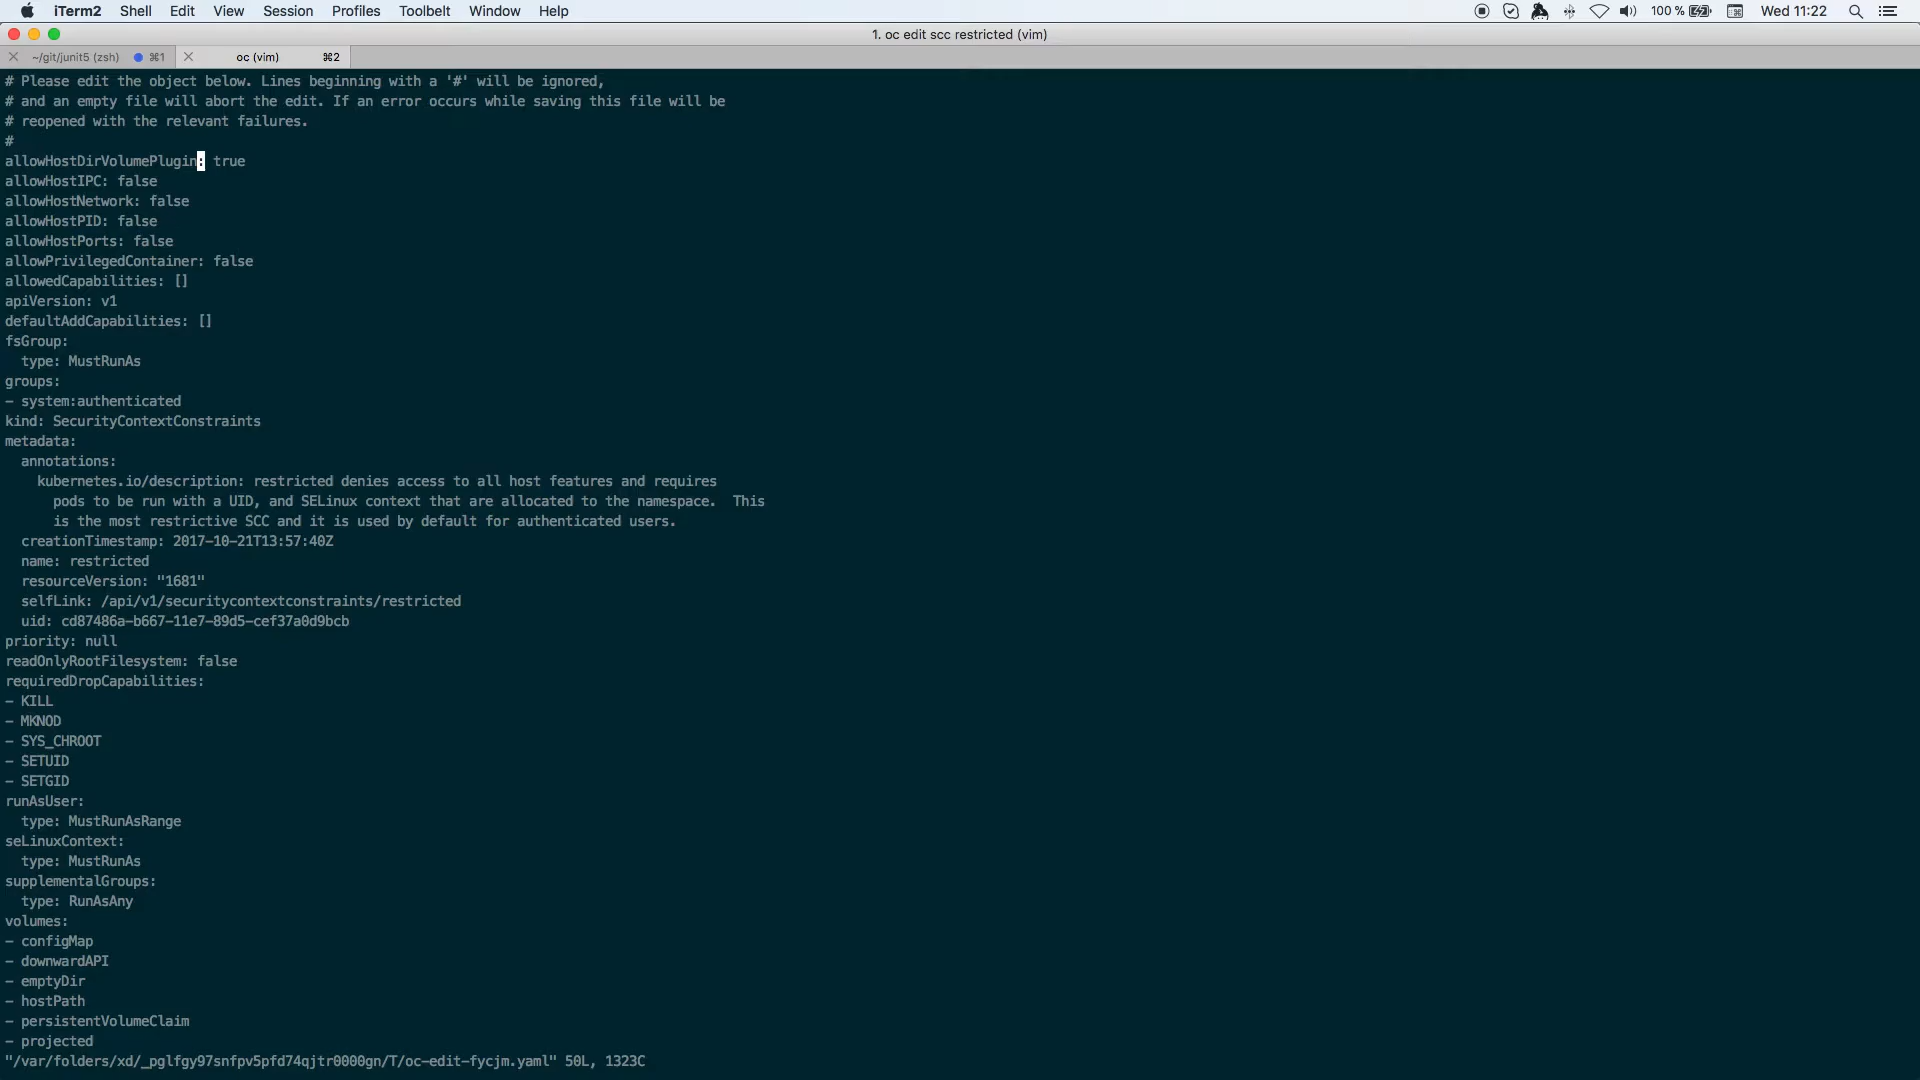 iTerm2 Shell Edit View Session Profiles Toolbelt Window Help 100 % Wed 11:22
1. oc edit scc restricted (vim)
~/git/junit5 (zsh) ⌘1 oc (vim) ⌘2
# Please edit the object below. Lines beginning with a '#' will be ignored,
# and an empty file will abort the edit. If an error occurs while saving this file will be
# reopened with the relevant failures.
#
allowHostDirVolumePlugin: true
allowHostIPC: false
allowHostNetwork: false
allowHostPID: false
allowHostPorts: false
allowPrivilegedContainer: false
allowedCapabilities: []
apiVersion: v1
defaultAddCapabilities: []
fsGroup:
  type: MustRunAs
groups:
- system:authenticated
kind: SecurityContextConstraints
metadata:
  annotations:
    kubernetes.io/description: restricted denies access to all host features and requires
      pods to be run with a UID, and SELinux context that are allocated to the namespace.  This
      is the most restrictive SCC and it is used by default for authenticated users.
  creationTimestamp: 2017-10-21T13:57:40Z
  name: restricted
  resourceVersion: "1681"
  selfLink: /api/v1/securitycontextconstraints/restricted
  uid: cd87486a-b667-11e7-89d5-cef37a0d9bcb
priority: null
readOnlyRootFilesystem: false
requiredDropCapabilities:
- KILL
- MKNOD
- SYS_CHROOT
- SETUID
- SETGID
runAsUser:
  type: MustRunAsRange
seLinuxContext:
  type: MustRunAs
supplementalGroups:
  type: RunAsAny
volumes:
- configMap
- downwardAPI
- emptyDir
- hostPath
- persistentVolumeClaim
- projected
"/var/folders/xd/_pglfgy97snfpv5pfd74qjtr0000gn/T/oc-edit-fycjm.yaml" 50L, 1323C